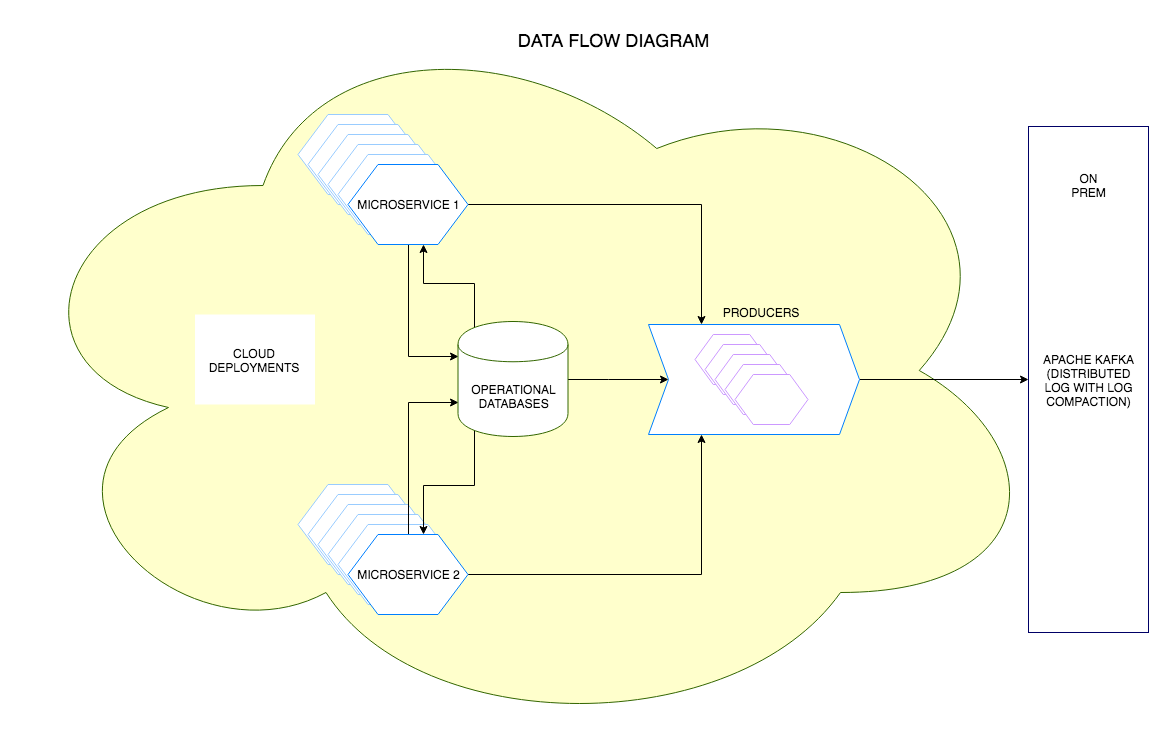 DATA FLOW DIAGRAM
MICROSERVICE 1
ON
PREM
PRODUCERS
CLOUD
DEPLOYMENTS
OPERATIONAL
DATABASES
APACHE KAFKA
(DISTRIBUTED
LOG WITH LOG
COMPACTION)
MICROSERVICE 2